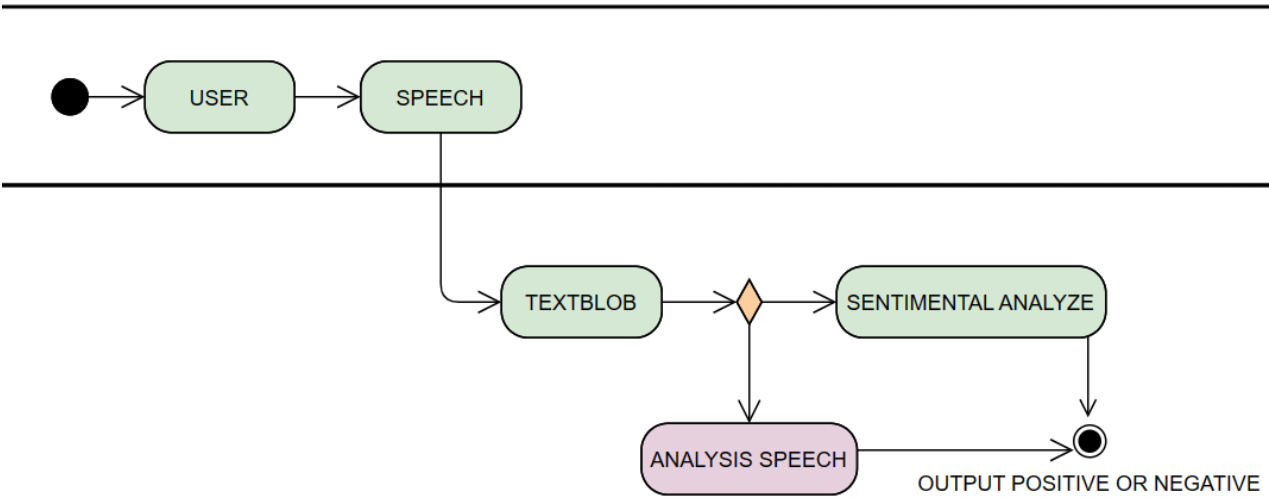 USER
SPEECH
TEXTBLOB
SENTIMENTAL ANALYZE
ANALYSIS SPEECH
OUTPUT POSITIVE OR NEGATIVE